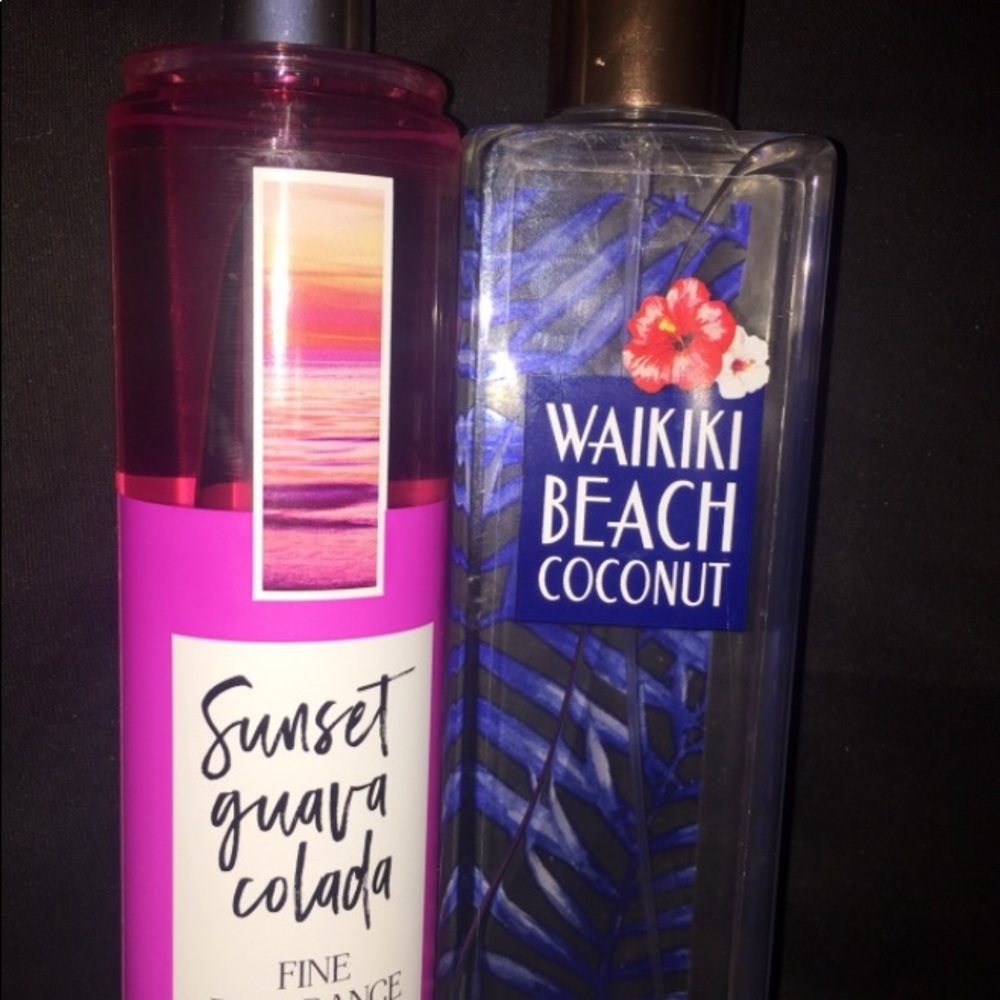 Sunset
guava
colada
FINE
WAIKIKI
BEACH
COCONUT